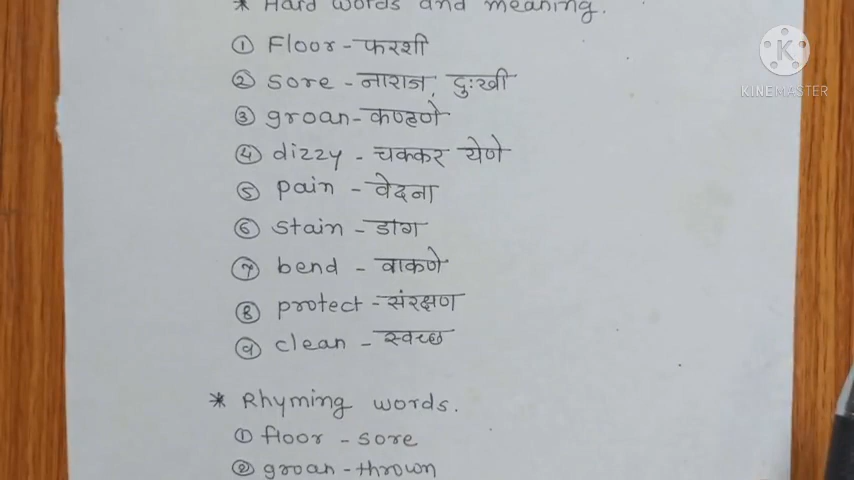 * Hard words and meaning.
① Floor - फरशी
② sore - नाराज, दुःखी
③ groan - कण्हणे
④ dizzy - चक्कर येणे
⑤ pain - वेदना
⑥ stain - डाग
⑦ bend - वाकणे
⑧ protect - संरक्षण
⑨ clean - स्वच्छ
* Rhyming words.
① floor - sore
② groan - thrown
K
KINEMASTER